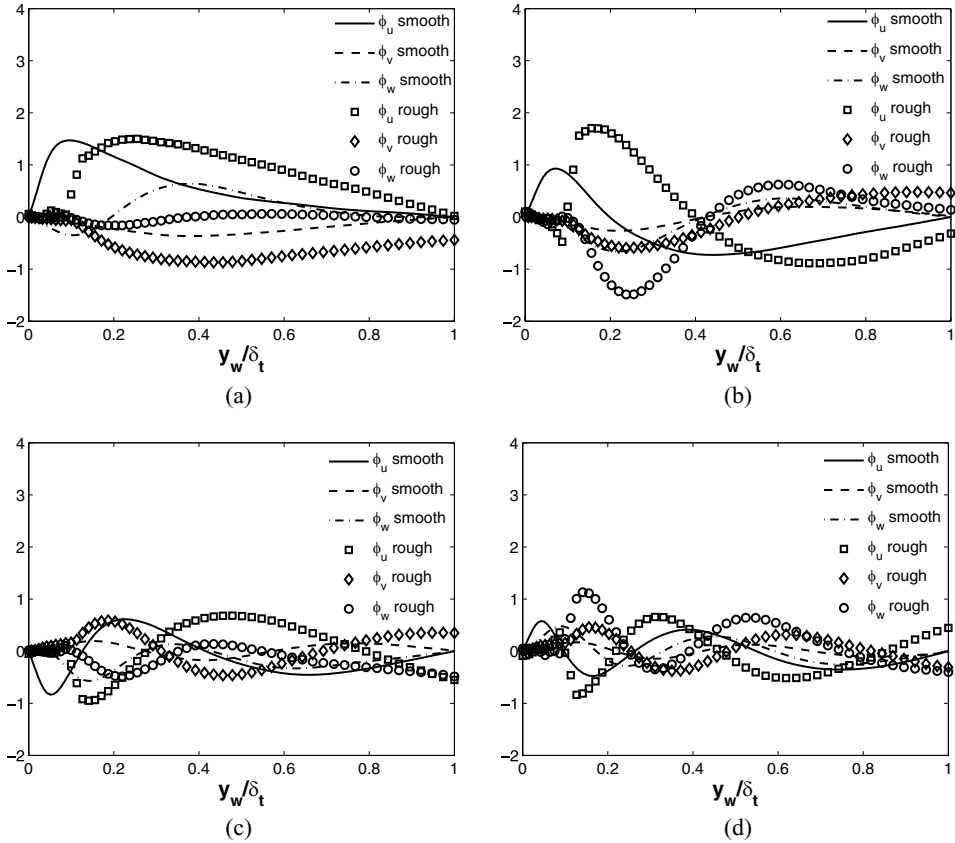 4
3
2
1
0
−1
−2
0 0.2 0.4 0.6 0.8 1
ϕu smooth
ϕv smooth
ϕw smooth
ϕu rough
ϕv rough
ϕw rough
yw/δt
(a)
4
3
2
1
0
−1
−2
0 0.2 0.4 0.6 0.8 1
ϕu smooth
ϕv smooth
ϕw smooth
ϕu rough
ϕv rough
ϕw rough
yw/δt
(b)
4
3
2
1
0
−1
−2
0 0.2 0.4 0.6 0.8 1
ϕu smooth
ϕv smooth
ϕw smooth
ϕu rough
ϕv rough
ϕw rough
yw/δt
(c)
4
3
2
1
0
−1
−2
0 0.2 0.4 0.6 0.8 1
ϕu smooth
ϕv smooth
ϕw smooth
ϕu rough
ϕv rough
ϕw rough
yw/δt
(d)